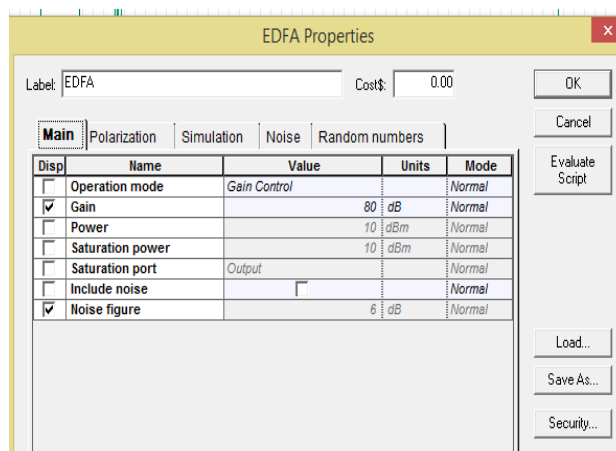 EDFA Properties
x
Label: EDFA Cost$: 0.00 OK
Cancel
Main Polarization Simulation Noise Random numbers
Evaluate Script
Disp Name Value Units Mode
Operation mode Gain Control Normal
Gain 80 dB Normal
Power 10 dBm Normal
Saturation power 10 dBm Normal
Saturation port Output Normal
Include noise Normal
Noise figure 6 dB Normal
Load...
Save As...
Security...